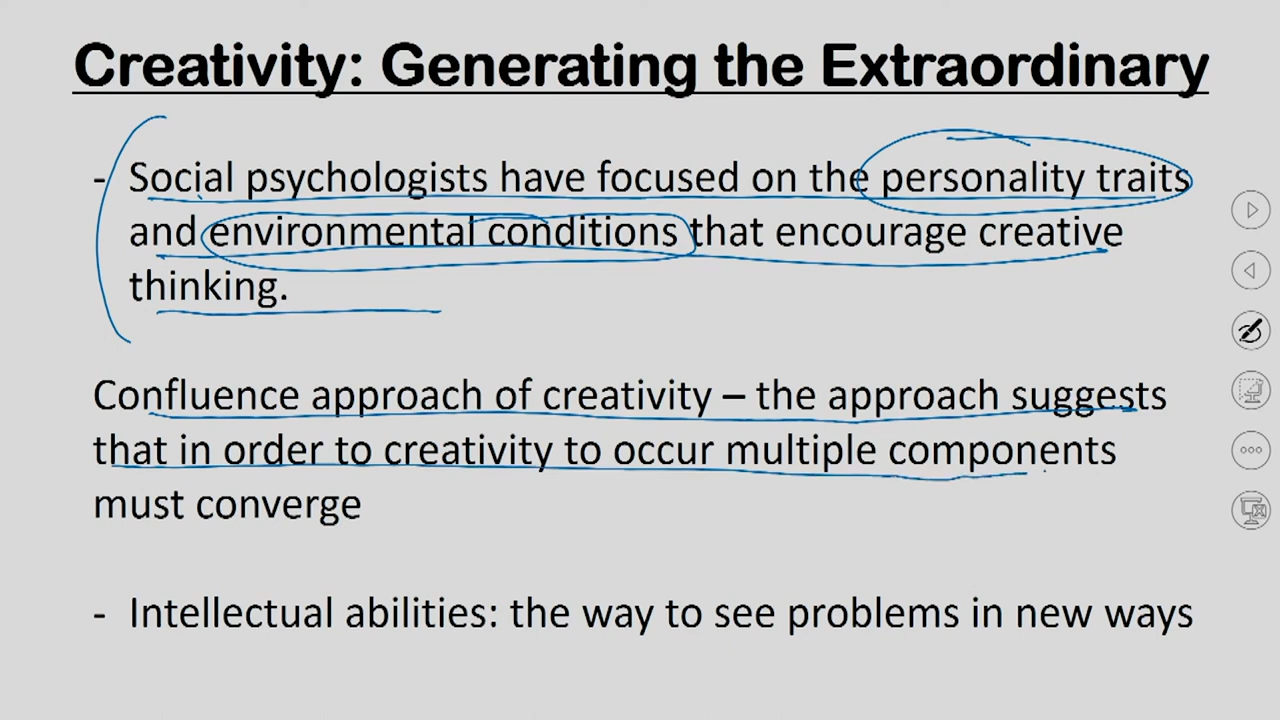 Creativity: Generating the Extraordinary
- Social psychologists have focused on the personality traits
and environmental conditions that encourage creative
thinking.
Confluence approach of creativity – the approach suggests
that in order to creativity to occur multiple components
must converge
- Intellectual abilities: the way to see problems in new ways